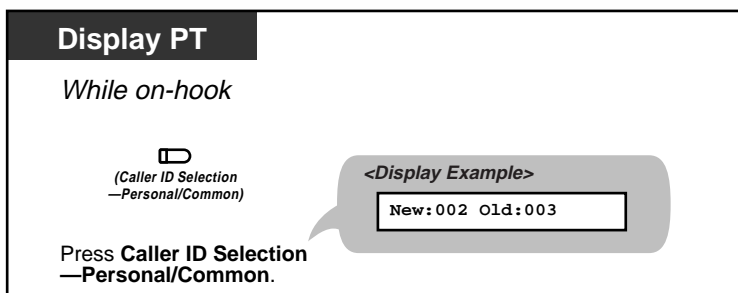 Display PT
While on-hook
(Caller ID Selection
—Personal/Common)
<Display Example>
New:002 Old:003
Press Caller ID Selection
—Personal/Common.